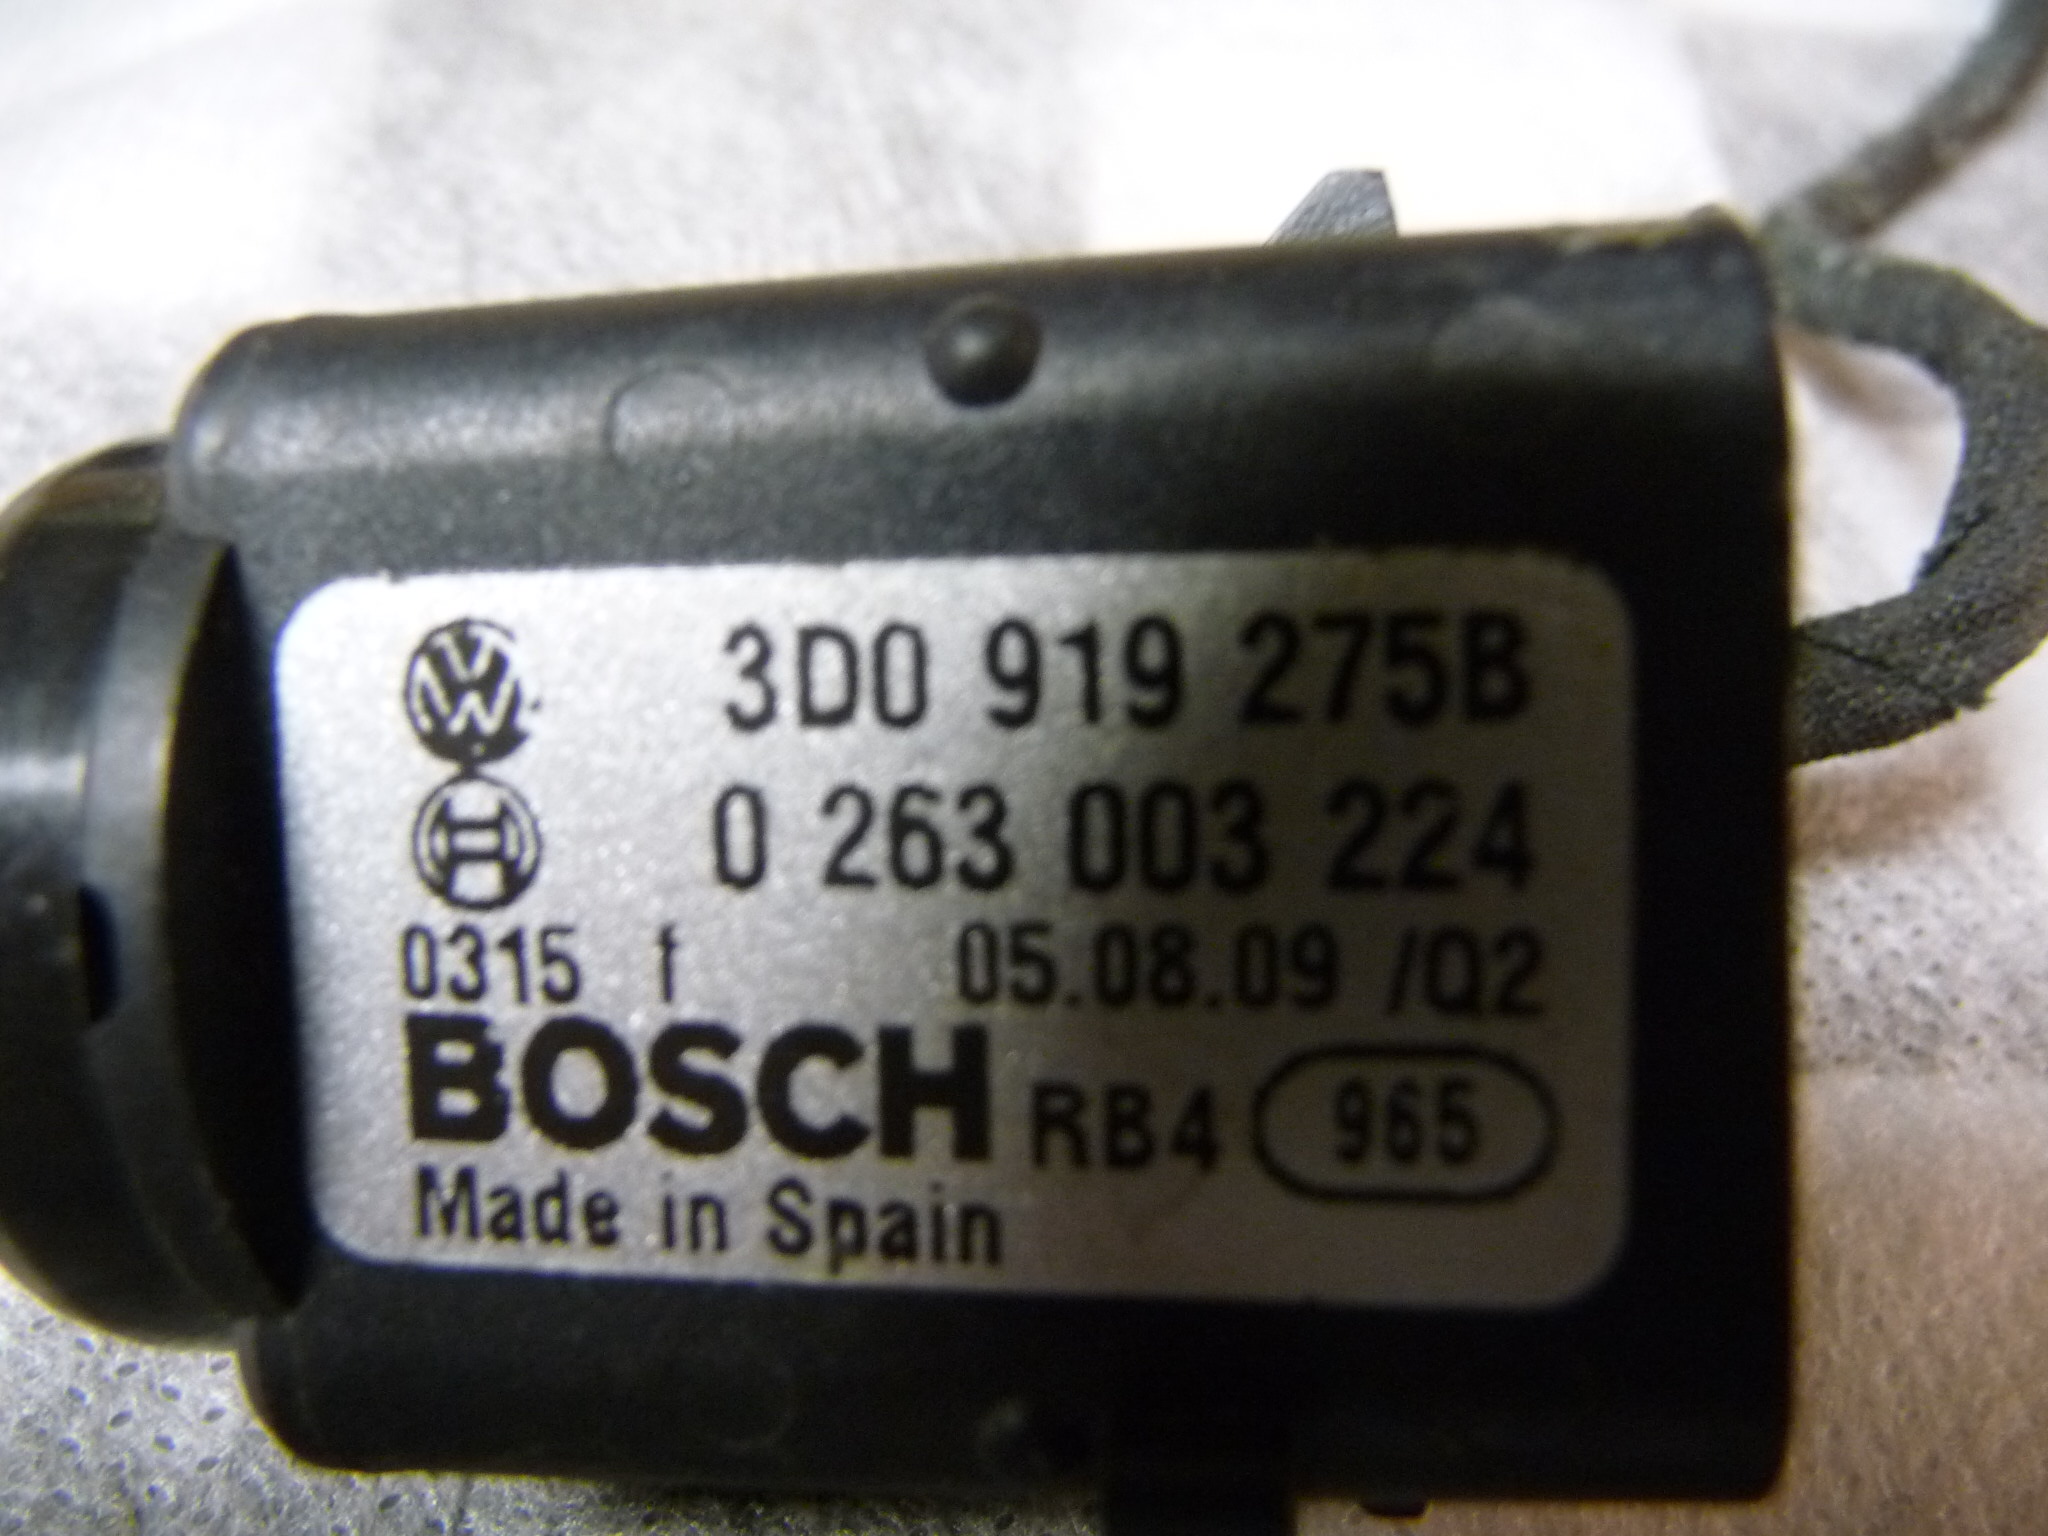 3D0 919 275B
0 263 003 224
0315 f 05.08.09 /Q2
BOSCH RB4 965
Made in Spain